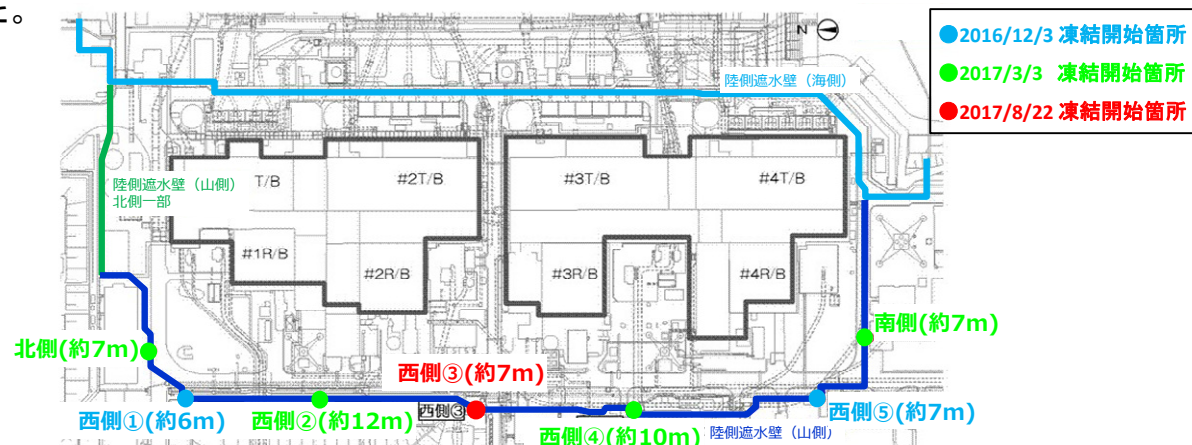 と。
N
●2016/12/3 凍結開始箇所
●2017/3/3 凍結開始箇所
●2017/8/22 凍結開始箇所
陸側遮水壁（海側）
陸側遮水壁（山側）
北側一部
T/B
#2T/B
#3T/B
#4T/B
#1R/B
#2R/B
#3R/B
#4R/B
北側(約7m)
南側(約7m)
西側③(約7m)
西側①(約6m)
西側②(約12m)
西側③
西側④(約10m)
陸側遮水壁（山側）
西側⑤(約7m)